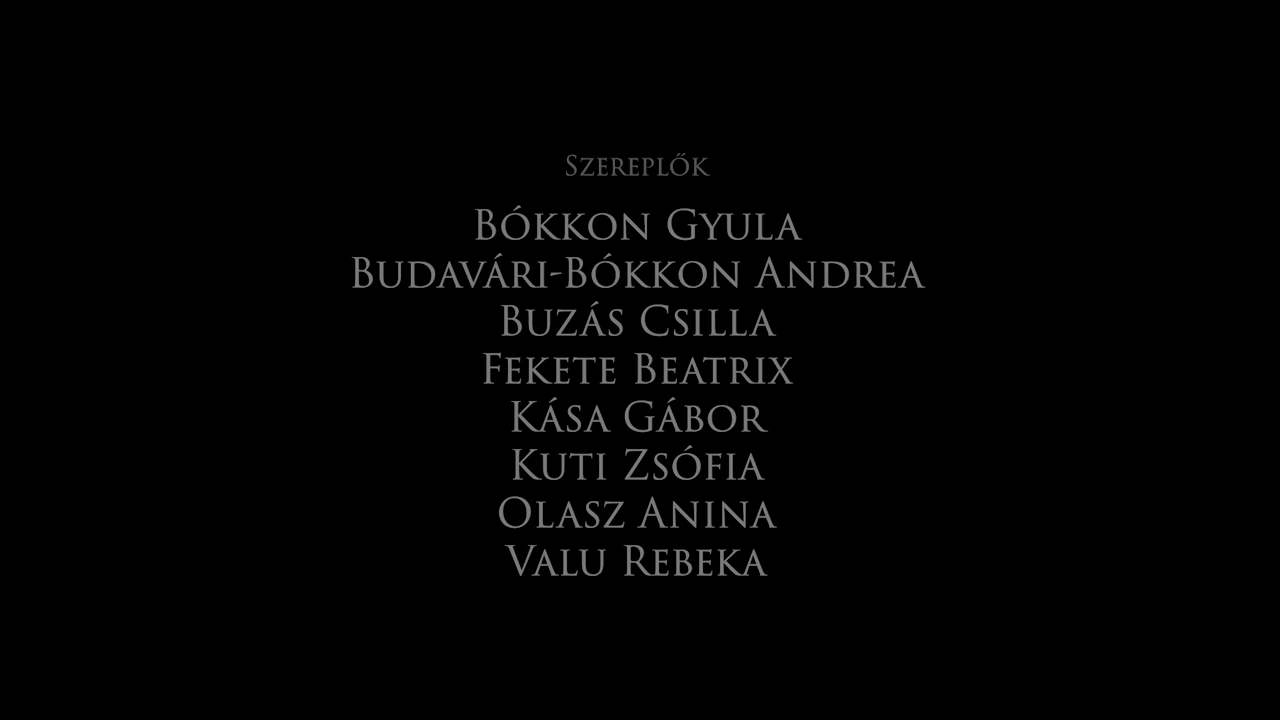 Szereplők
Bókkon Gyula
Budavári-Bókkon Andrea
Buzás Csilla
Fekete Beatrix
Kása Gábor
Kuti Zsófia
Olasz Anina
Valu Rebeka